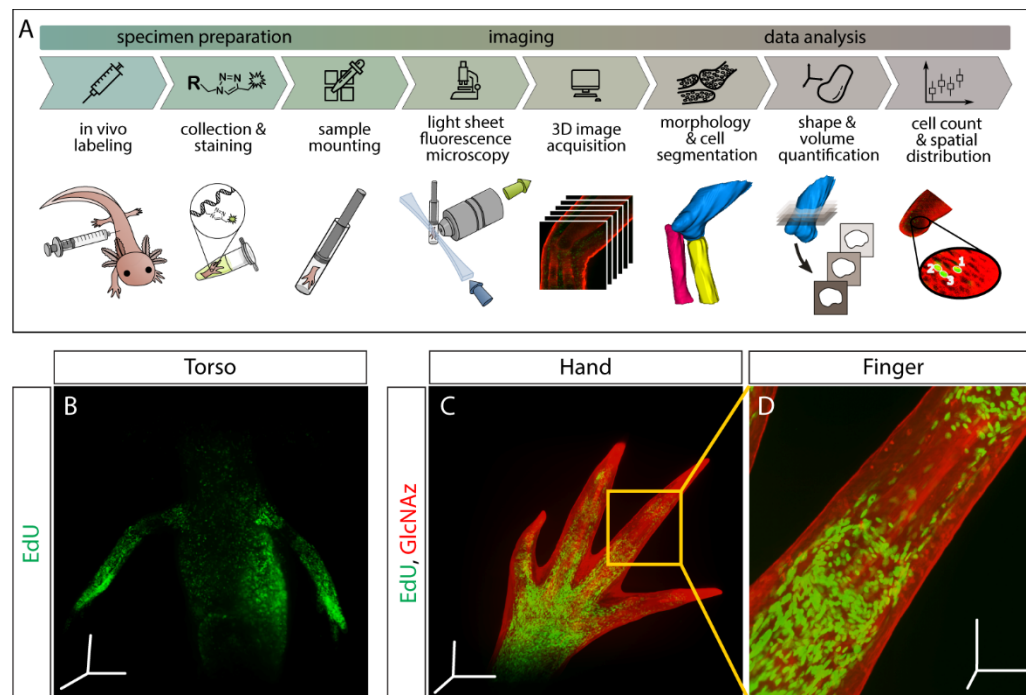 A
specimen preparation imaging data analysis
R N=N N
in vivo
labeling
collection &
staining
sample
mounting
light sheet
fluorescence
microscopy
3D image
acquisition
morphology
& cell
segmentation
shape &
volume
quantification
cell count
& spatial
distribution
2 1
3
Torso
Hand
Finger
EdU
B
EdU, GlcNAz
C
D